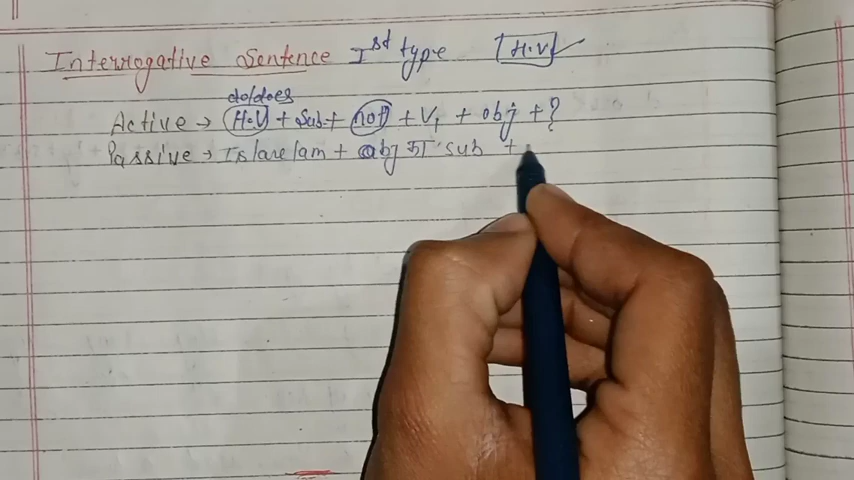 Interrogative Sentence Ist type H.V
do/does
Active → H.V + Sub + not + V1 + obj + ?
Passive → Is/are/am + obj का sub +